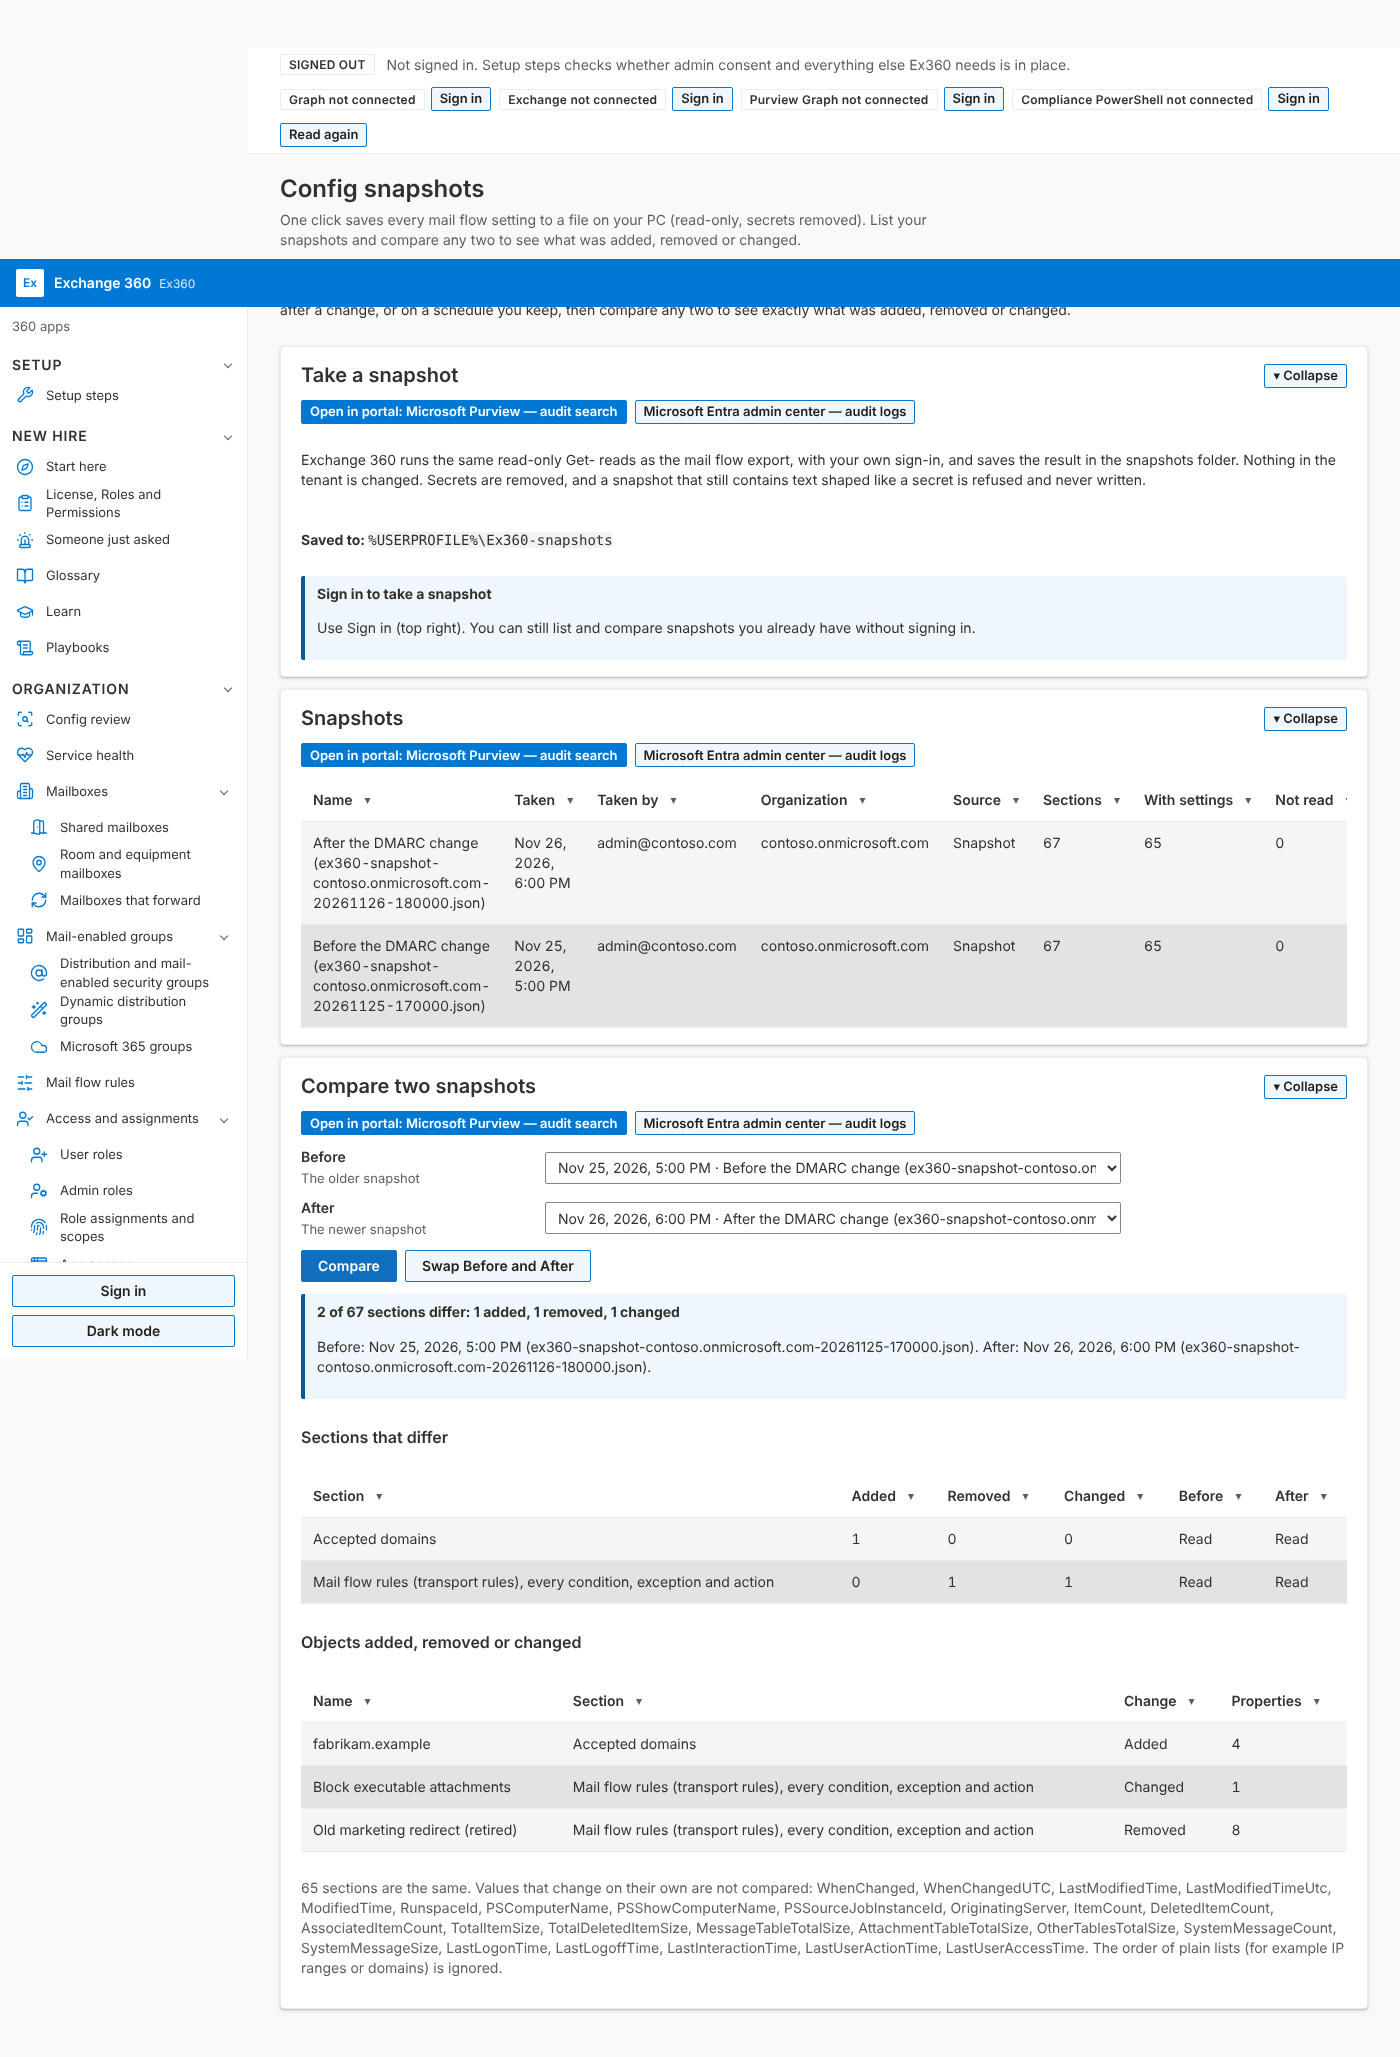 SIGNED OUT Not signed in. Setup steps checks whether admin consent and everything else Ex360 needs is in place.
Graph not connected Sign in Exchange not connected Sign in Purview Graph not connected Sign in Compliance PowerShell not connected Sign in
Read again
Config snapshots
One click saves every mail flow setting to a file on your PC (read-only, secrets removed). List your
snapshots and compare any two to see what was added, removed or changed.
Ex Exchange 360 Ex360
after a change, or on a schedule you keep, then compare any two to see exactly what was added, removed or changed.
360 apps
SETUP
Setup steps
NEW HIRE
Start here
License, Roles and
Permissions
Someone just asked
Glossary
Learn
Playbooks
ORGANIZATION
Config review
Service health
Mailboxes
Shared mailboxes
Room and equipment
mailboxes
Mailboxes that forward
Mail-enabled groups
Distribution and mail-
enabled security groups
Dynamic distribution
groups
Microsoft 365 groups
Mail flow rules
Access and assignments
User roles
Admin roles
Role assignments and
scopes
Sign in
Dark mode
Take a snapshot
▾ Collapse
Open in portal: Microsoft Purview — audit search Microsoft Entra admin center — audit logs
Exchange 360 runs the same read-only Get- reads as the mail flow export, with your own sign-in, and saves the result in the snapshots folder. Nothing in the
tenant is changed. Secrets are removed, and a snapshot that still contains text shaped like a secret is refused and never written.
Saved to: %USERPROFILE%\Ex360-snapshots
Sign in to take a snapshot
Use Sign in (top right). You can still list and compare snapshots you already have without signing in.
Snapshots
▾ Collapse
Open in portal: Microsoft Purview — audit search Microsoft Entra admin center — audit logs
Name ▼ Taken ▼ Taken by ▼ Organization ▼ Source ▼ Sections ▼ With settings ▼ Not read
After the DMARC change Nov 26, admin@contoso.com contoso.onmicrosoft.com Snapshot 67 65 0
(ex360-snapshot- 2026,
contoso.onmicrosoft.com- 6:00 PM
20261126-180000.json)
Before the DMARC change Nov 25, admin@contoso.com contoso.onmicrosoft.com Snapshot 67 65 0
(ex360-snapshot- 2026,
contoso.onmicrosoft.com- 5:00 PM
20261125-170000.json)
Compare two snapshots
▾ Collapse
Open in portal: Microsoft Purview — audit search Microsoft Entra admin center — audit logs
Before
The older snapshot
Nov 25, 2026, 5:00 PM · Before the DMARC change (ex360-snapshot-contoso.on
After
The newer snapshot
Nov 26, 2026, 6:00 PM · After the DMARC change (ex360-snapshot-contoso.onm
Compare Swap Before and After
2 of 67 sections differ: 1 added, 1 removed, 1 changed
Before: Nov 25, 2026, 5:00 PM (ex360-snapshot-contoso.onmicrosoft.com-20261125-170000.json). After: Nov 26, 2026, 6:00 PM (ex360-snapshot-
contoso.onmicrosoft.com-20261126-180000.json).
Sections that differ
Section ▼ Added ▼ Removed ▼ Changed ▼ Before ▼ After ▼
Accepted domains 1 0 0 Read Read
Mail flow rules (transport rules), every condition, exception and action 0 1 1 Read Read
Objects added, removed or changed
Name ▼ Section ▼ Change ▼ Properties ▼
fabrikam.example Accepted domains Added 4
Block executable attachments Mail flow rules (transport rules), every condition, exception and action Changed 1
Old marketing redirect (retired) Mail flow rules (transport rules), every condition, exception and action Removed 8
65 sections are the same. Values that change on their own are not compared: WhenChanged, WhenChangedUTC, LastModifiedTime, LastModifiedTimeUtc,
ModifiedTime, RunspaceId, PSComputerName, PSShowComputerName, PSSourceJobInstanceId, OriginatingServer, ItemCount, DeletedItemCount,
AssociatedItemCount, TotalItemSize, TotalDeletedItemSize, MessageTableTotalSize, AttachmentTableTotalSize, OtherTablesTotalSize, SystemMessageCount,
SystemMessageSize, LastLogonTime, LastLogoffTime, LastInteractionTime, LastUserActionTime, LastUserAccessTime. The order of plain lists (for example IP
ranges or domains) is ignored.